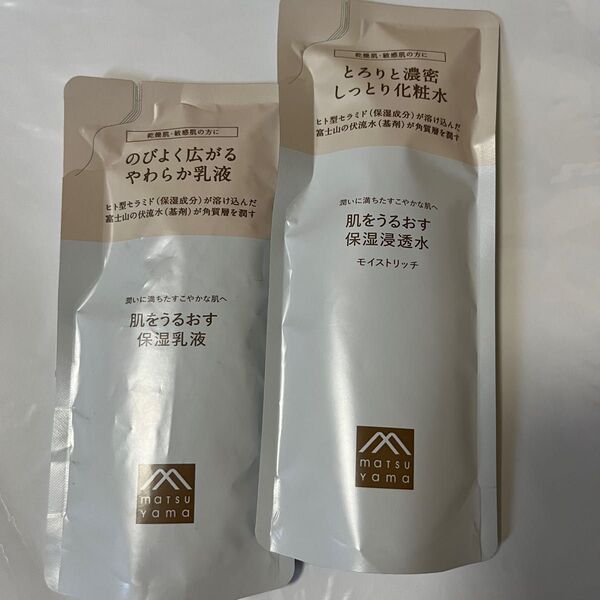 乾燥肌・敏感肌の方に
のびよく広がる
やわらか乳液
ヒト型セラミド（保湿成分）が溶け込んだ
富士山の伏流水（基剤）が角質層を潤す
潤いに満ちたすこやかな肌へ
肌をうるおす
保湿乳液
matsu
yama
乾燥肌・敏感肌の方に
とろりと濃密
しっとり化粧水
ヒト型セラミド（保湿成分）が溶け込んだ
富士山の伏流水（基剤）が角質層を潤す
潤いに満ちたすこやかな肌へ
肌をうるおす
保湿浸透水
モイストリッチ
matsu
yama